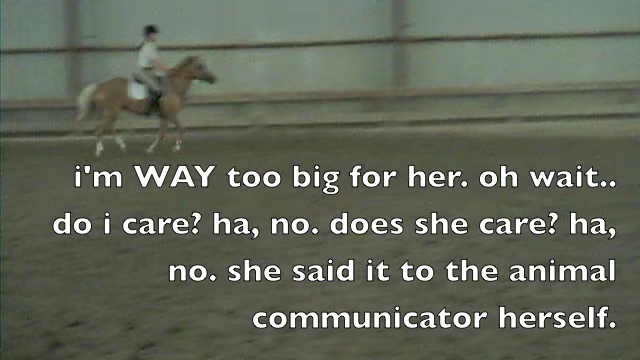 i'm WAY too big for her. oh wait..
do i care? ha, no. does she care? ha,
no. she said it to the animal
communicator herself.